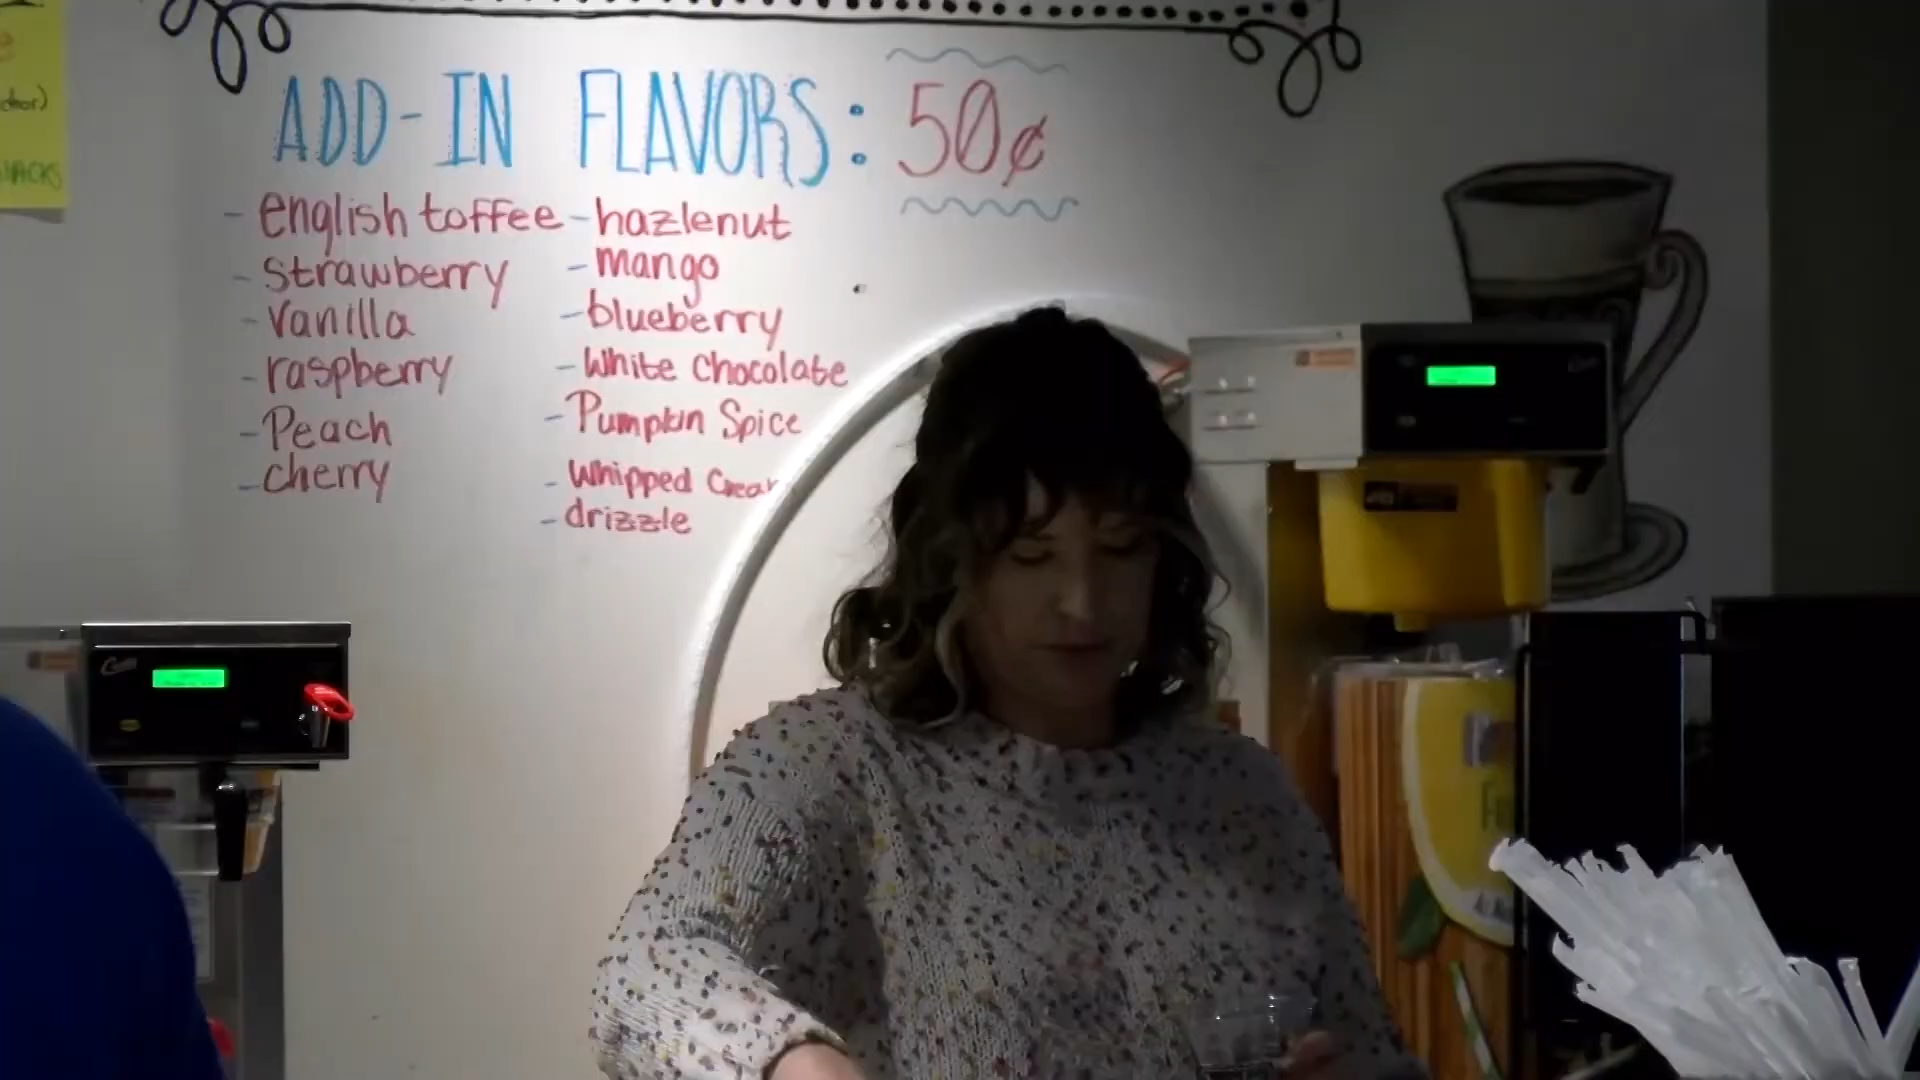 ADD-IN FLAVORS: 50¢
- english toffee
- strawberry
- vanilla
- raspberry
- Peach
- cherry
- hazlenut
- mango
- blueberry
- White Chocolate
- Pumpkin Spice
- Whipped
- drizzle